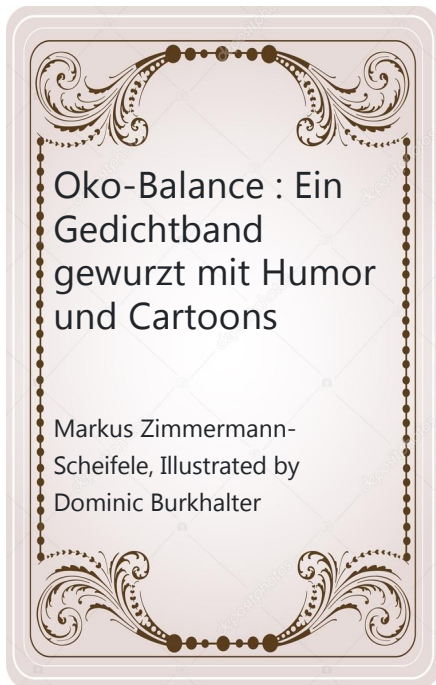 Oko-Balance : Ein
Gedichtband
gewurzt mit Humor
und Cartoons
Markus Zimmermann-
Scheifele, Illustrated by
Dominic Burkhalter